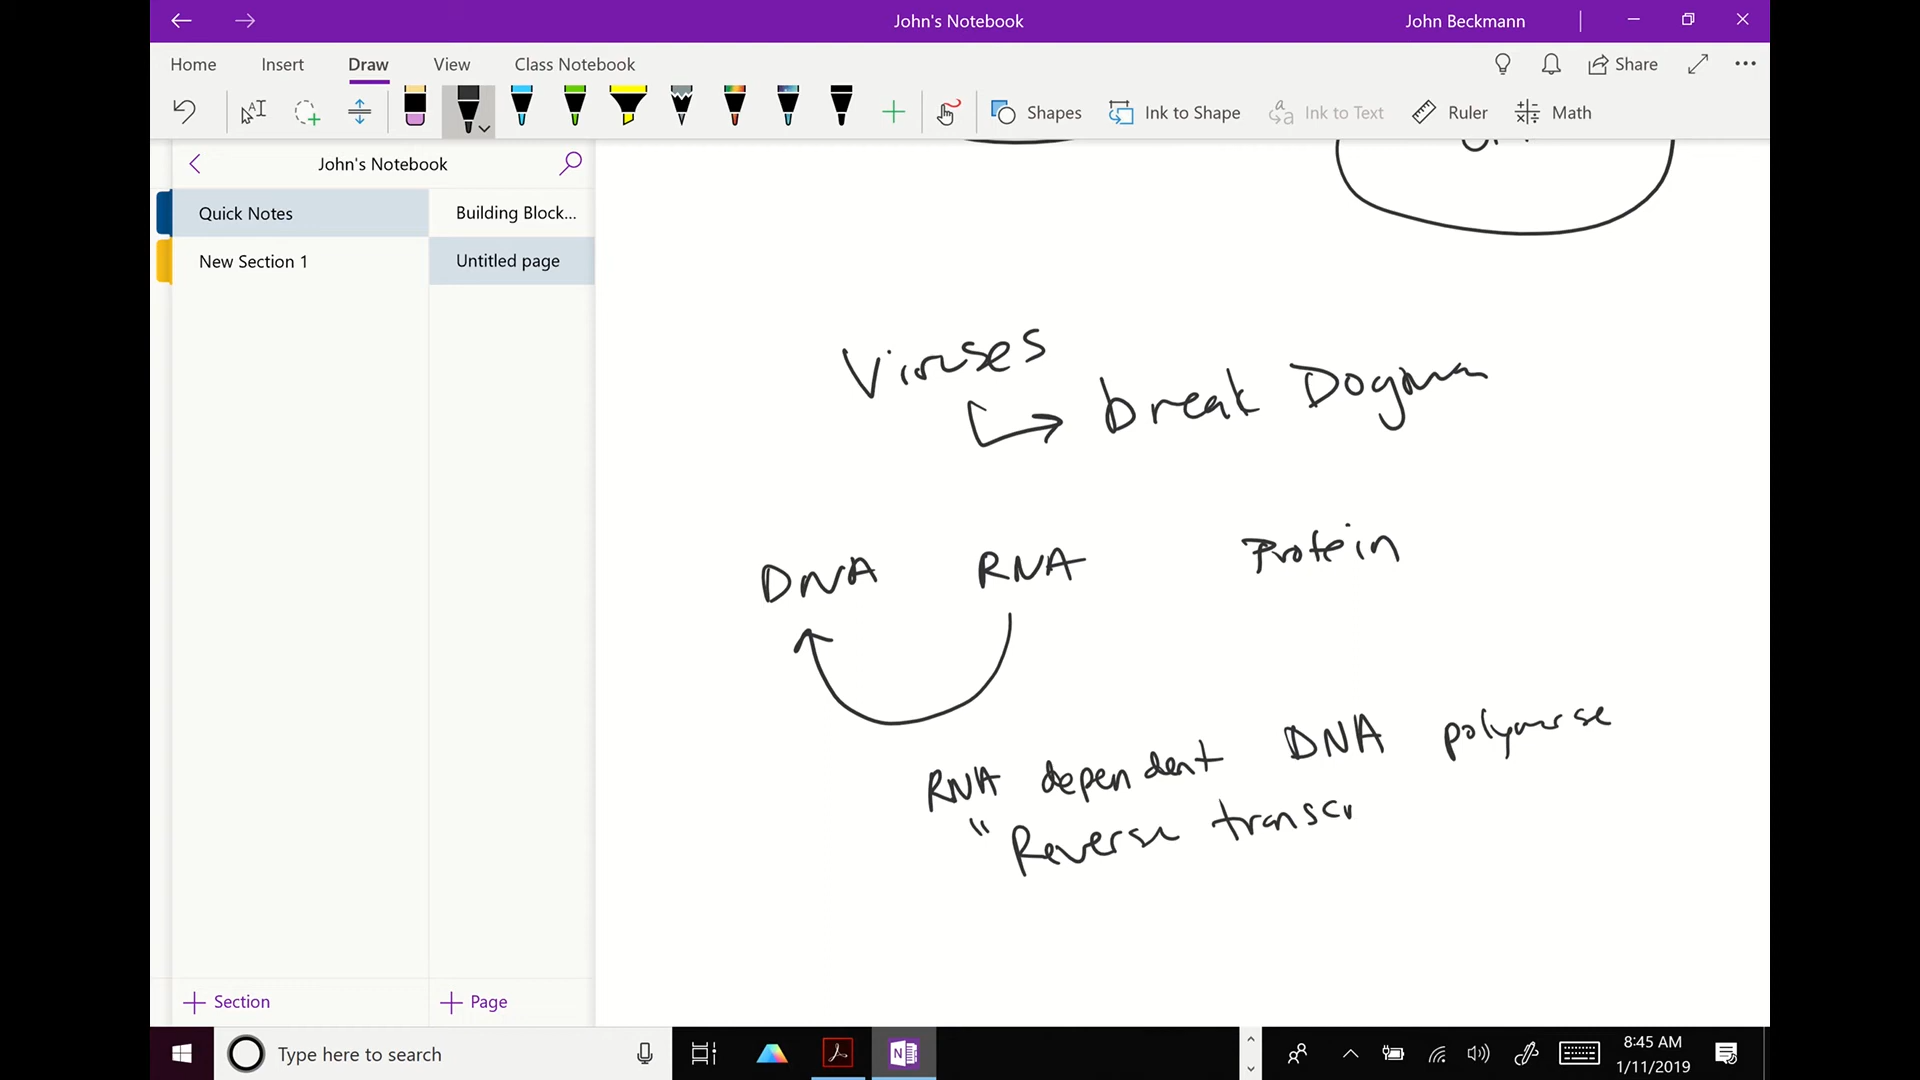 John's Notebook
John Beckmann
Home Insert Draw View Class Notebook
Share
Shapes Ink to Shape Ink to Text Ruler Math
John's Notebook
Quick Notes
Building Block...
New Section 1
Untitled page
Viruses
break Dogma
DNA RNA Protein
RNA dependent DNA polymerse
"Reverse transcr
Section
Page
Type here to search
8:45 AM
1/11/2019